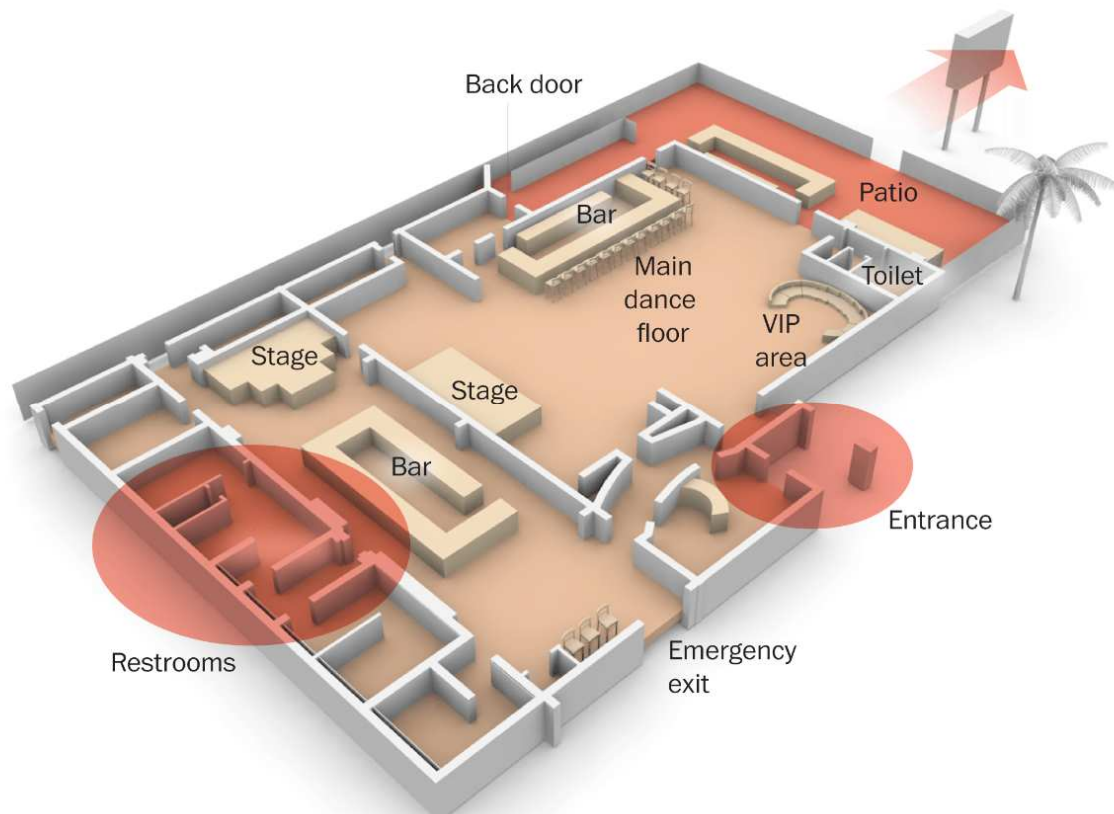 Back door
Patio
Bar
Main
dance
floor
Toilet
VIP
area
Stage
Stage
Bar
Entrance
Restrooms
Emergency
exit